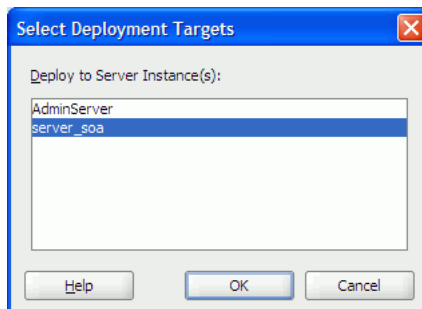 Select Deployment Targets
Deploy to Server Instance(s):
AdminServer
server_soa
Help OK Cancel